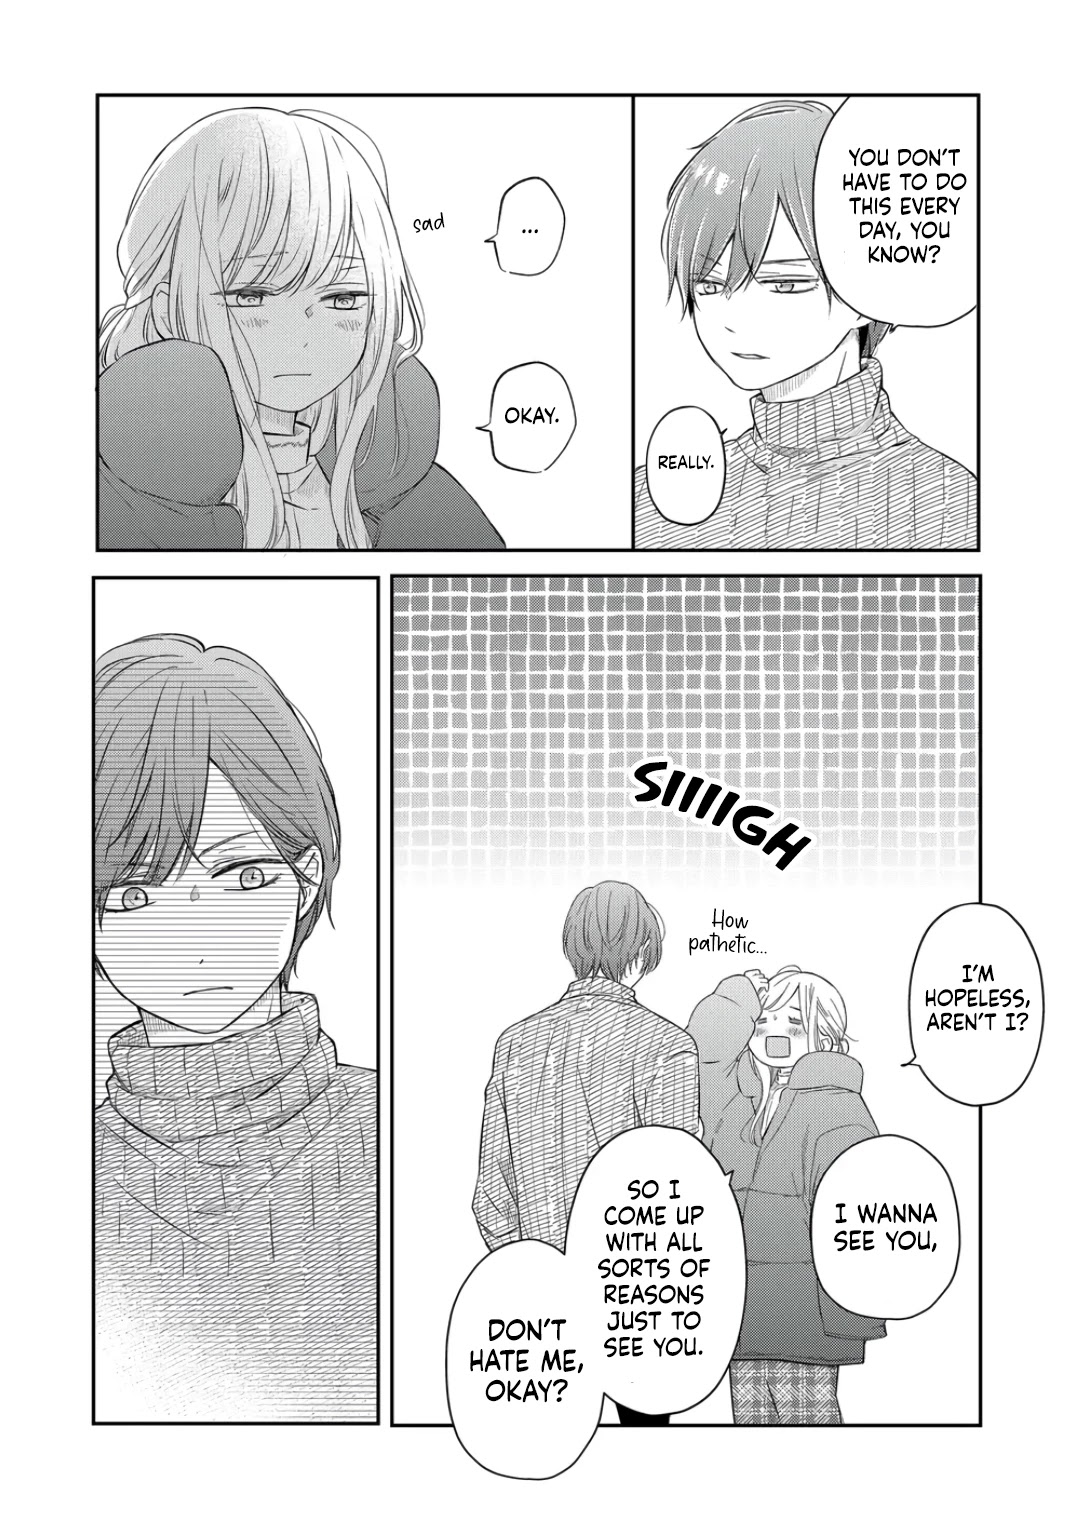 YOU DON'T
HAVE TO DO
THIS EVERY
DAY, YOU
KNOW?
REALLY.
...
sad
OKAY.
SIIIIGH
How
pathetic...
I'M
HOPELESS,
AREN'T I?
I WANNA
SEE YOU,
SO I
COME UP
WITH ALL
SORTS OF
REASONS
JUST TO
SEE YOU.
DON'T
HATE ME,
OKAY?